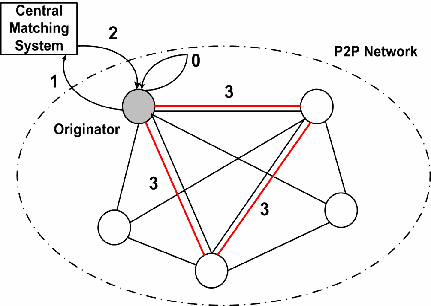 Central
Matching
System
2
0
P2P Network
1
3
Originator
3
3